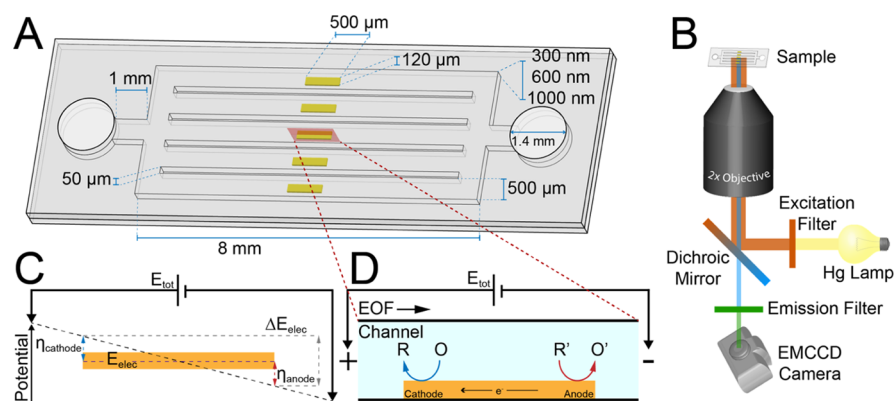 A
500 μm
120 μm
300 nm
600 nm
1000 nm
1 mm
1.4 mm
50 μm
500 μm
8 mm
B
Sample
2x Objective
Excitation
Filter
Dichroic
Mirror
Hg Lamp
Emission Filter
EMCCD
Camera
C
E_tot
Potential
ΔE_elec
η_cathode
E_elec
η_anode
D
E_tot
EOF
Channel
+
R O
R' O'
-
Cathode
e⁻
Anode